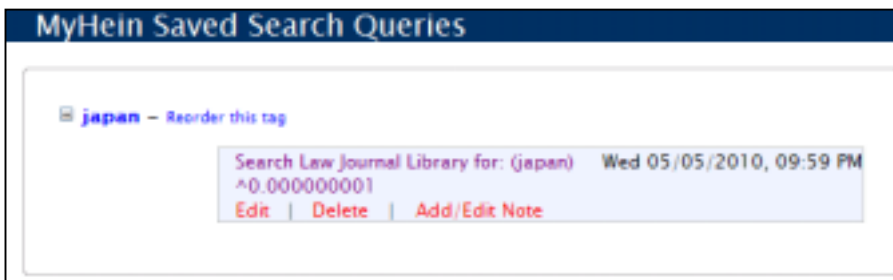 MyHein Saved Search Queries
japan – Reorder this tag
Search Law Journal Library for: (japan) Wed 05/05/2010, 09:59 PM
^0.000000001
Edit | Delete | Add/Edit Note